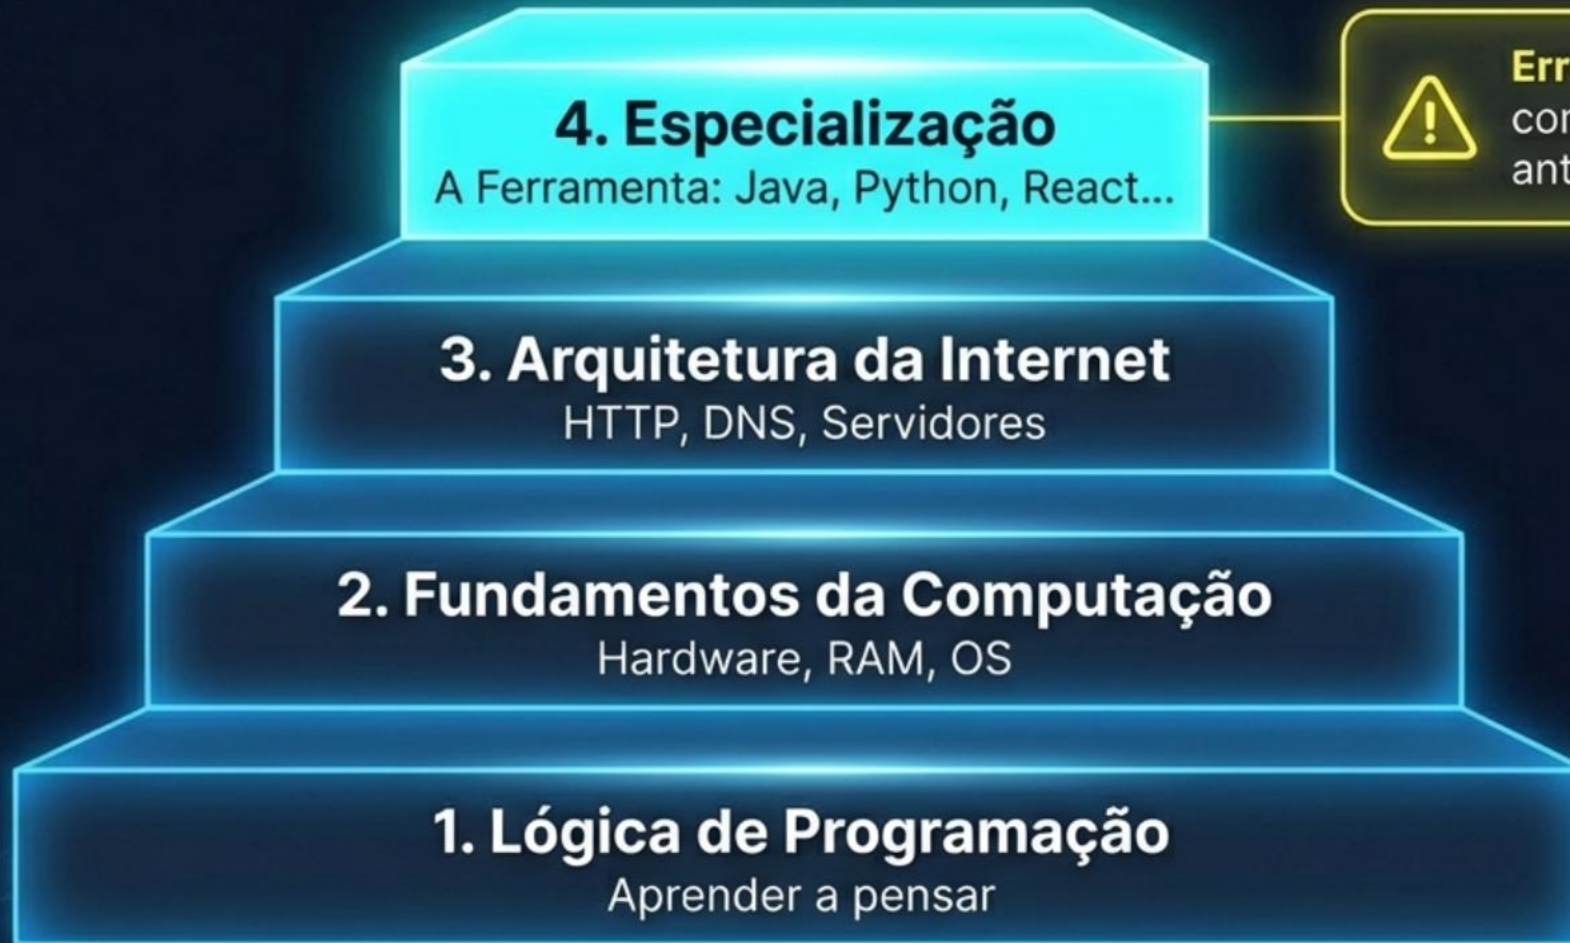 4. Especialização
A Ferramenta: Java, Python, React...
3. Arquitetura da Internet
HTTP, DNS, Servidores
2. Fundamentos da Computação
Hardware, RAM, OS
1. Lógica de Programação
Aprender a pensar